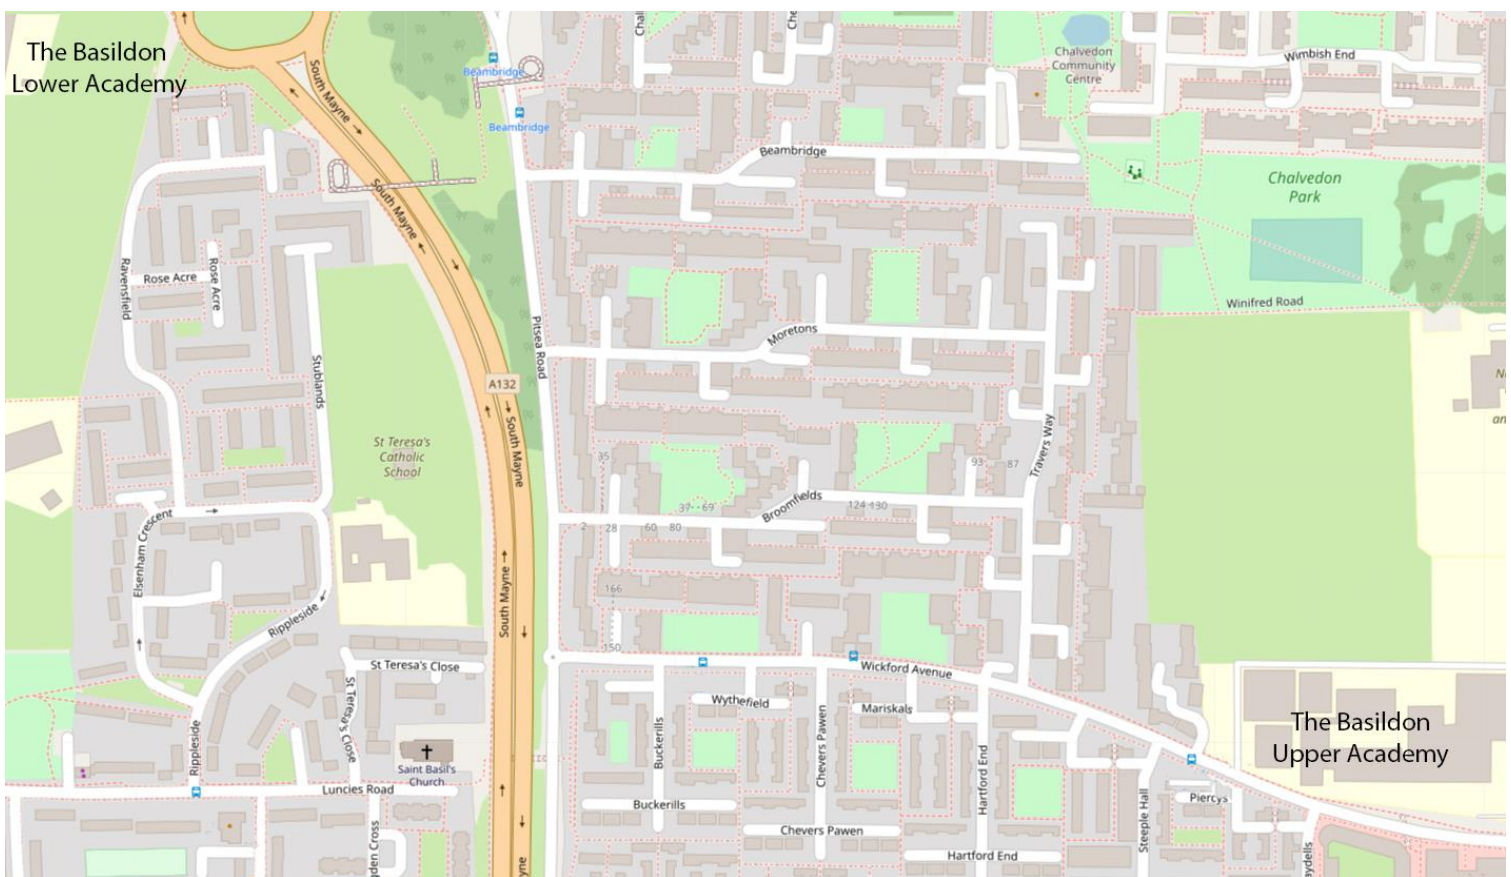 The Basildon
Lower Academy
South Mayne
Beambridge
Beambridge
Beambridge
Chalvedon
Community
Centre
Wimbish End
Chalvedon
Park
Winifred Road
South Mayne
Ravensfield
Rose Acre
Rose Acre
Stublands
Pitsea Road
A132
Moretons
Travers Way
South Mayne
St Teresa's
Catholic
School
35
93
87
37 - 69
Broomfields
124-130
2
28
60
80
Elsenham Crescent
South Mayne
166
Rippleside
150
St Teresa's Close
Wickford Avenue
St Teresa's Close
Wythefield
Mariskals
Buckerills
Chevers Pawen
Hartford End
The Basildon
Upper Academy
Rippleside
Saint Basil's
Church
Luncies Road
Buckerills
Piercys
Steeple Hall
Chevers Pawen
Hartford End